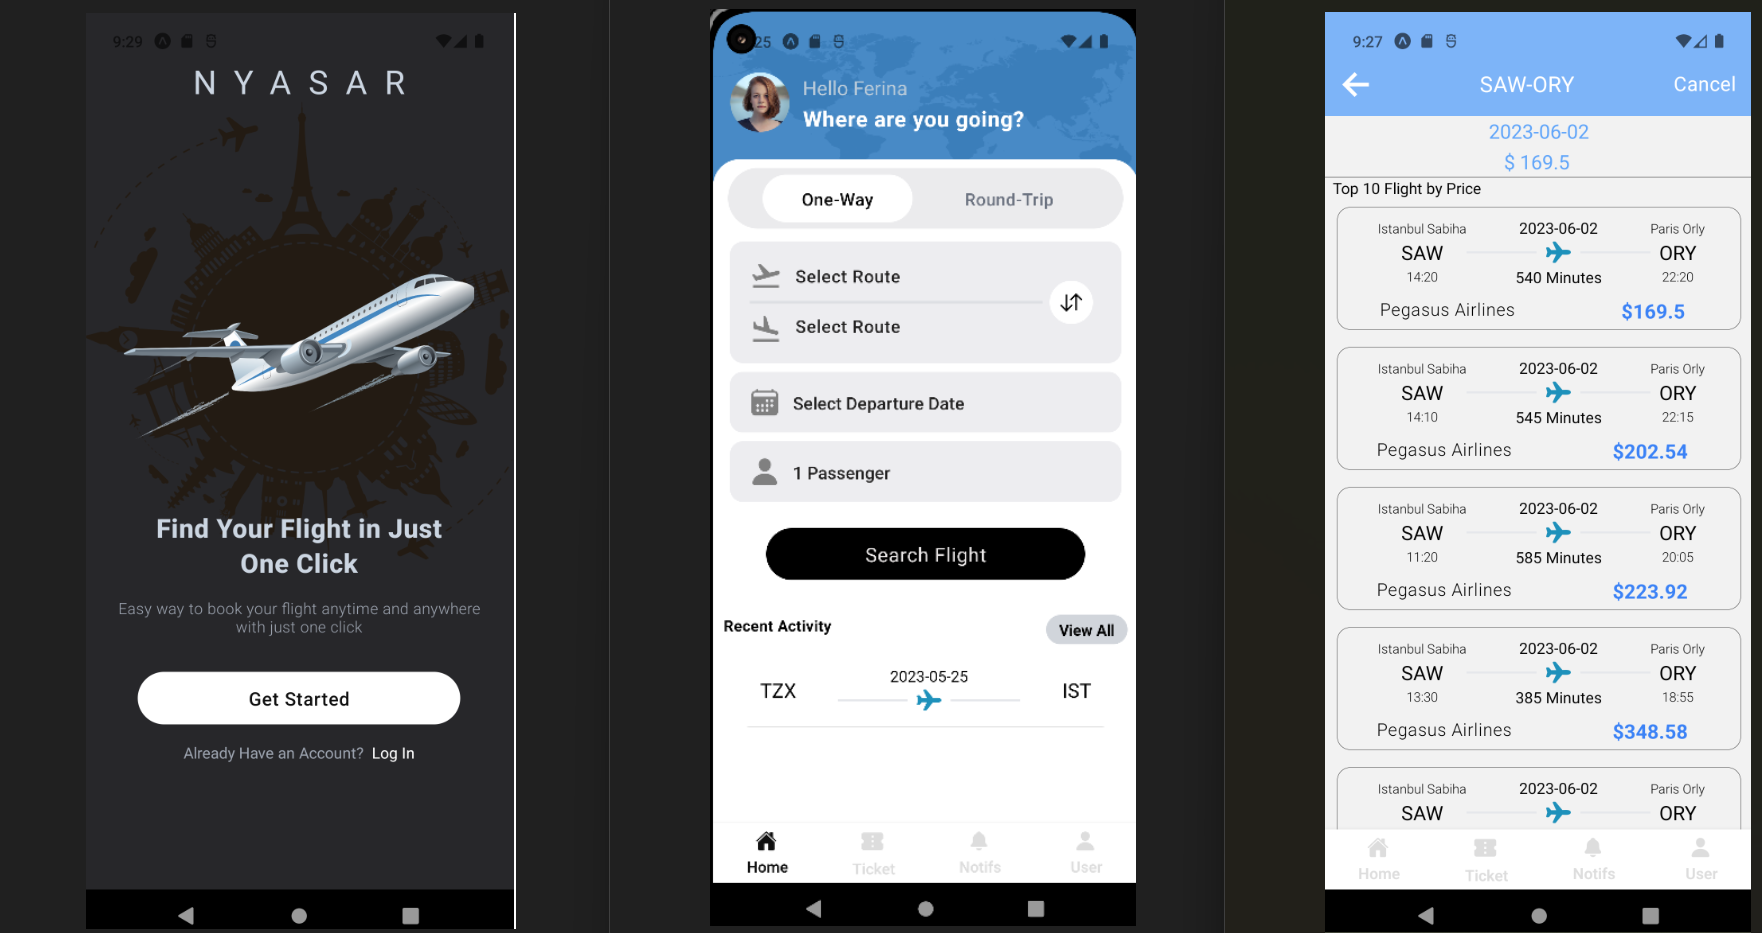 9:29
NYASAR
Find Your Flight in Just
One Click
Easy way to book your flight anytime and anywhere
with just one click
Get Started
Already Have an Account? Log In
25
Hello Ferina
Where are you going?
One-Way
Round-Trip
Select Route
Select Route
Select Departure Date
1 Passenger
Search Flight
Recent Activity
View All
2023-05-25
TZX
IST
Home
Ticket
Notifs
User
9:27
SAW-ORY
Cancel
2023-06-02
$ 169.5
Top 10 Flight by Price
Istanbul Sabiha 2023-06-02 Paris Orly
SAW ORY
14:20 540 Minutes 22:20
Pegasus Airlines $169.5
Istanbul Sabiha 2023-06-02 Paris Orly
SAW ORY
14:10 545 Minutes 22:15
Pegasus Airlines $202.54
Istanbul Sabiha 2023-06-02 Paris Orly
SAW ORY
11:20 585 Minutes 20:05
Pegasus Airlines $223.92
Istanbul Sabiha 2023-06-02 Paris Orly
SAW ORY
13:30 385 Minutes 18:55
Pegasus Airlines $348.58
Istanbul Sabiha 2023-06-02 Paris Orly
SAW ORY
Home
Ticket
Notifs
User